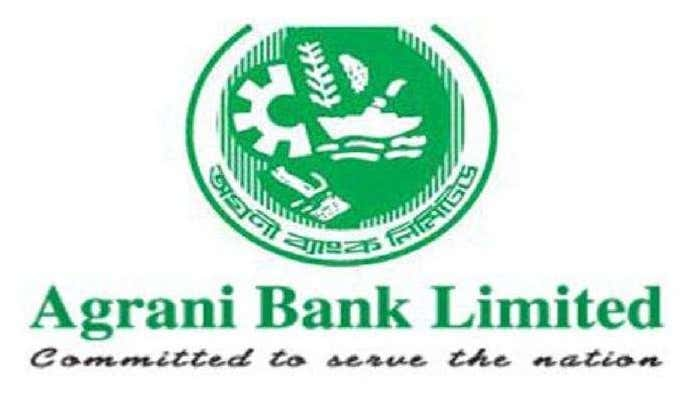 অগ্রণী ব্যাংক লিমিটেড
Agrani Bank Limited
Committed to serve the nation